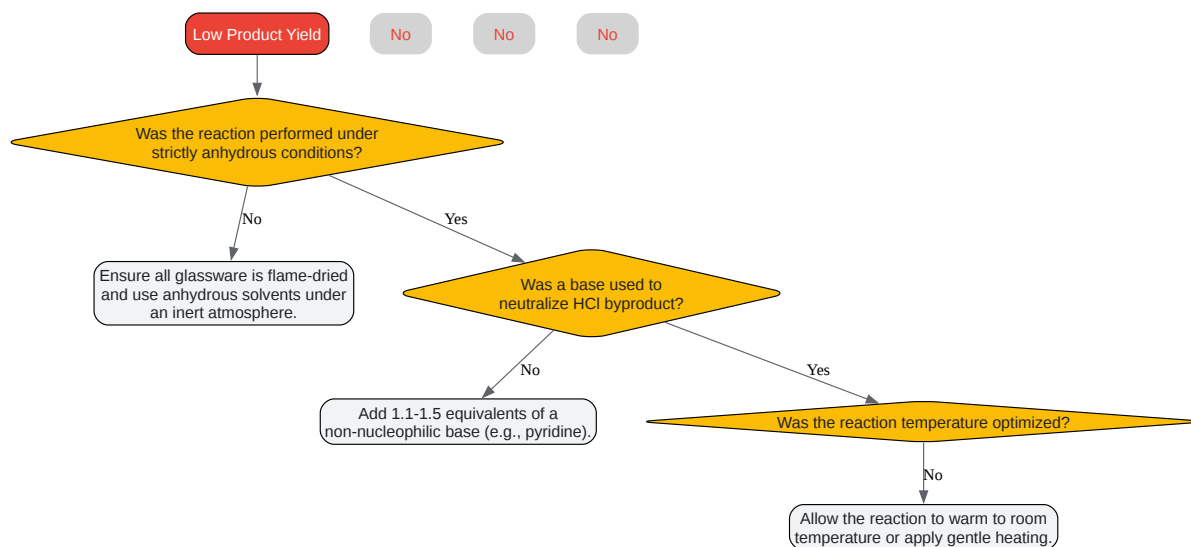 Low Product Yield
No
No
No
Was the reaction performed under
strictly anhydrous conditions?
No
Yes
Ensure all glassware is flame-dried
and use anhydrous solvents under
an inert atmosphere.
Was a base used to
neutralize HCl byproduct?
No
Yes
Add 1.1-1.5 equivalents of a
non-nucleophilic base (e.g., pyridine).
Was the reaction temperature optimized?
No
Allow the reaction to warm to room
temperature or apply gentle heating.